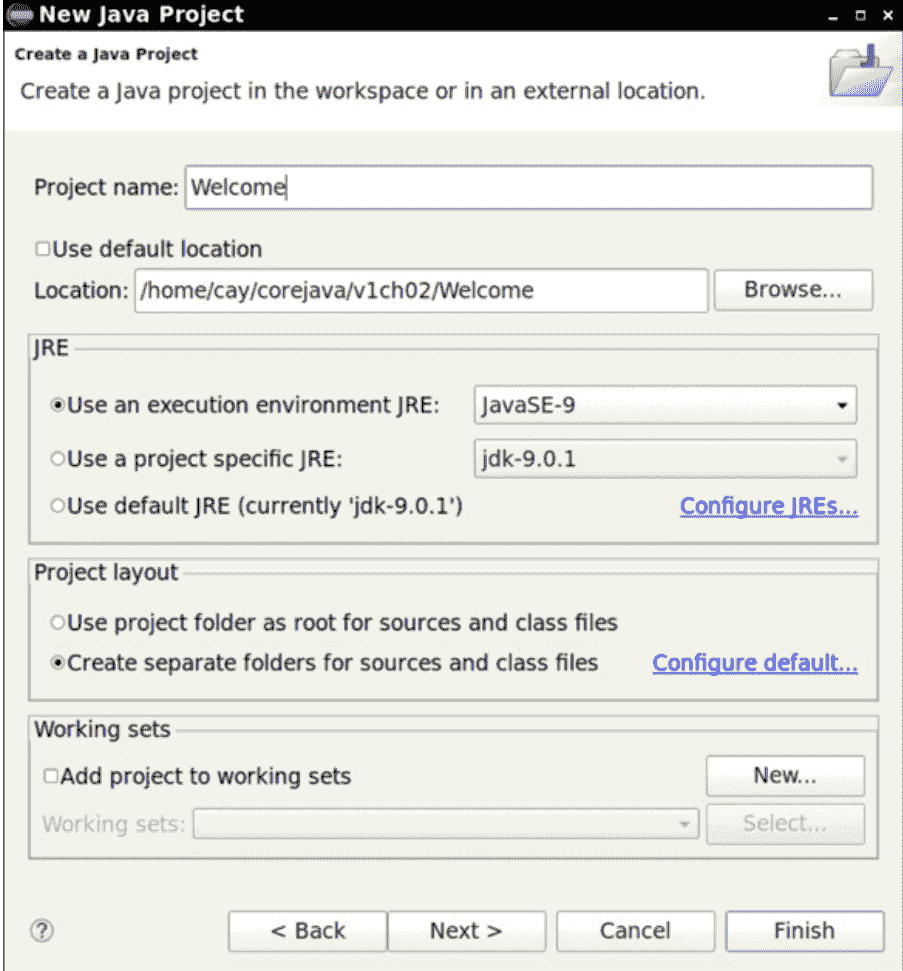 New Java Project
Create a Java Project
Create a Java project in the workspace or in an external location.
Project name: Welcome
Use default location
Location: /home/cay/corejava/v1ch02/Welcome Browse...
JRE
Use an execution environment JRE: JavaSE-9
Use a project specific JRE: jdk-9.0.1
Use default JRE (currently 'jdk-9.0.1') Configure JREs...
Project layout
Use project folder as root for sources and class files
Create separate folders for sources and class files Configure default...
Working sets
Add project to working sets New...
Working sets: Select...
? < Back Next > Cancel Finish